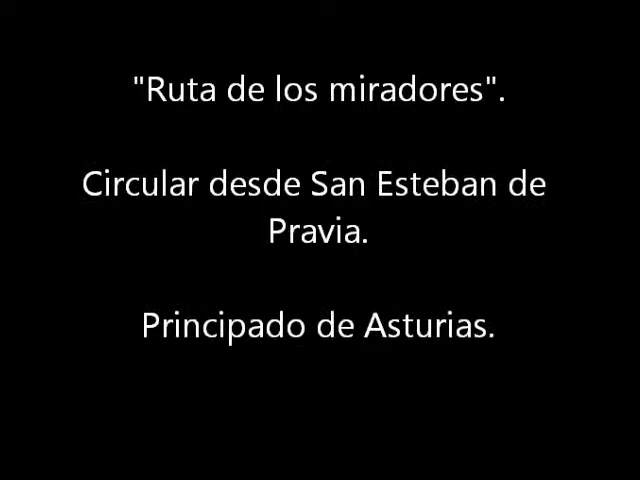 "Ruta de los miradores".
Circular desde San Esteban de
Pravia.
Principado de Asturias.